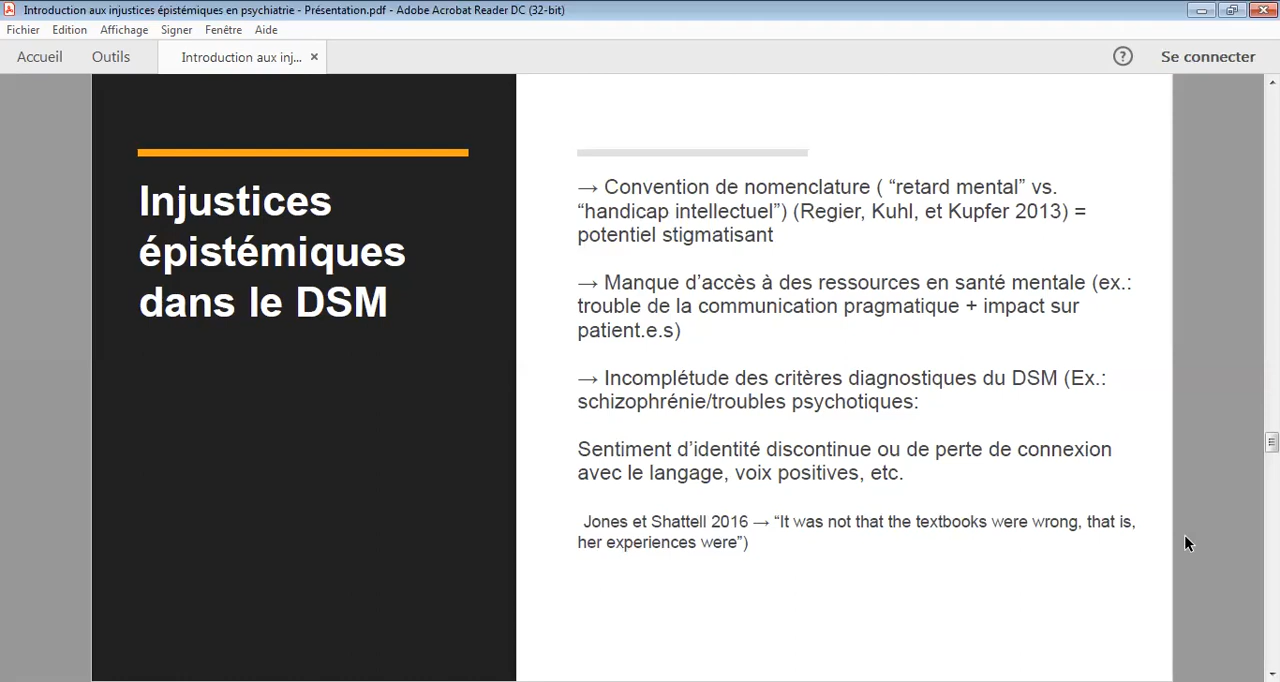 Introduction aux injustices épistémiques en psychiatrie - Présentation.pdf - Adobe Acrobat Reader DC (32-bit)
Fichier Edition Affichage Signer Fenêtre Aide
Accueil Outils Introduction aux inj... × ? Se connecter
Injustices
épistémiques
dans le DSM
→ Convention de nomenclature ( “retard mental” vs.
“handicap intellectuel”) (Regier, Kuhl, et Kupfer 2013) =
potentiel stigmatisant
→ Manque d’accès à des ressources en santé mentale (ex.:
trouble de la communication pragmatique + impact sur
patient.e.s)
→ Incomplétude des critères diagnostiques du DSM (Ex.:
schizophrénie/troubles psychotiques:
Sentiment d’identité discontinue ou de perte de connexion
avec le langage, voix positives, etc.
Jones et Shattell 2016 → “It was not that the textbooks were wrong, that is,
her experiences were”)